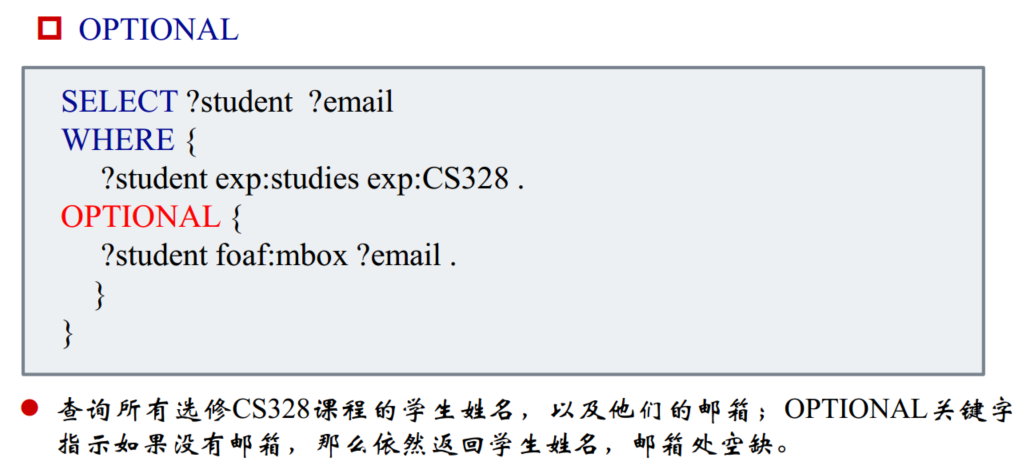 OPTIONAL
SELECT ?student ?email
WHERE {
?student exp:studies exp:CS328 .
OPTIONAL {
?student foaf:mbox ?email .
}
}
查询所有选修CS328课程的学生姓名，以及他们的邮箱；OPTIONAL关键字
指示如果没有邮箱，那么依然返回学生姓名，邮箱处空缺。